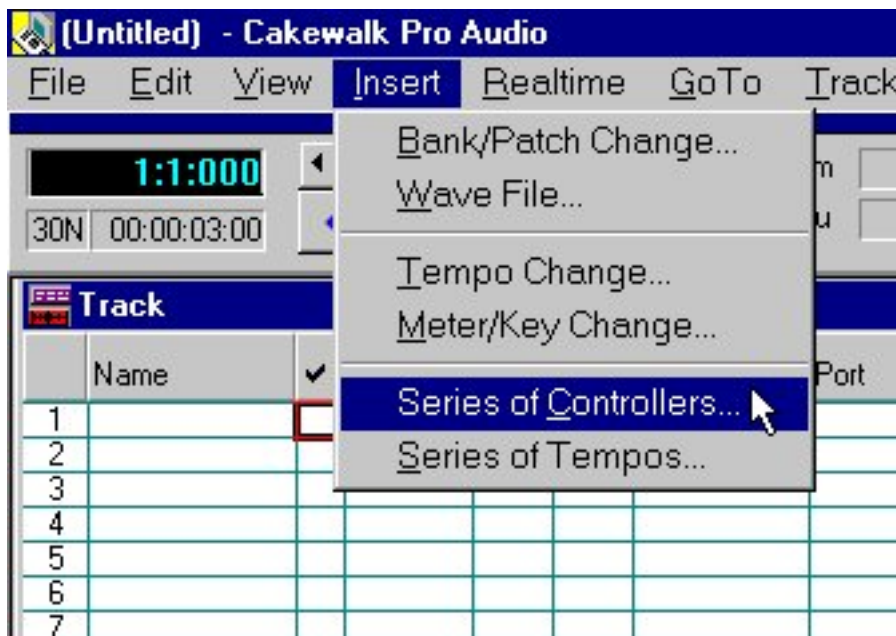 (Untitled) - Cakewalk Pro Audio
File Edit View Insert Realtime GoTo Track
Bank/Patch Change...
1:1:000
Wave File...
30N 00:00:03:00
Tempo Change...
Track
Meter/Key Change...
Name Port
Series of Controllers...
1
Series of Tempos...
2
3
4
5
6
7